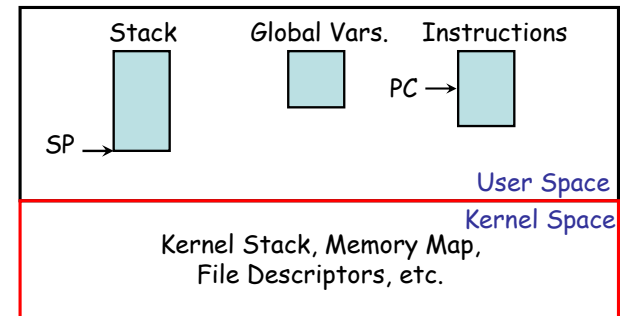 Stack
Global Vars.
Instructions
PC
SP
User Space
Kernel Space
Kernel Stack, Memory Map,
File Descriptors, etc.